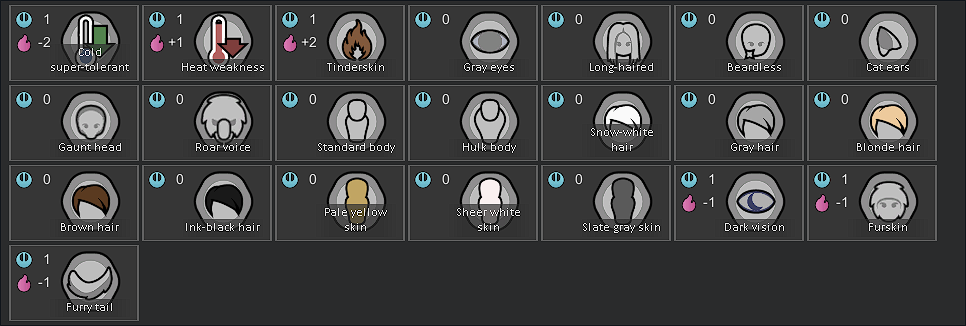 1 1 1 0 0 0 0
-2 +1 +2
Cold
super-tolerant Heat weakness Tinderskin Gray eyes Long-haired Beardless Cat ears
0 0 0 0 0 0 0
Gaunt head Roar voice Standard body Hulk body Snow-white
hair Gray hair Blonde hair
0 0 0 0 0 1 1
-1 -1
Brown hair Ink-black hair Pale yellow
skin Sheer white
skin Slate gray skin Dark vision Furskin
1
-1
Furry tail